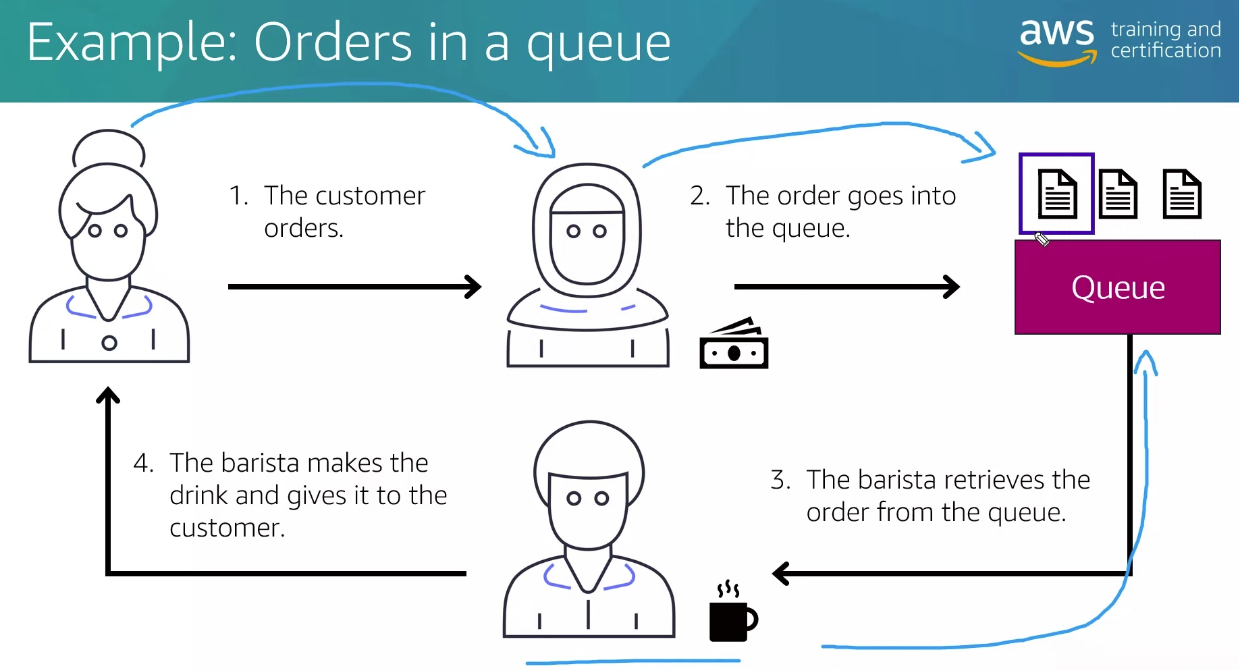 Example: Orders in a queue
aws
training and
certification
1. The customer
orders.
2. The order goes into
the queue.
Queue
4. The barista makes the
drink and gives it to the
customer.
3. The barista retrieves the
order from the queue.